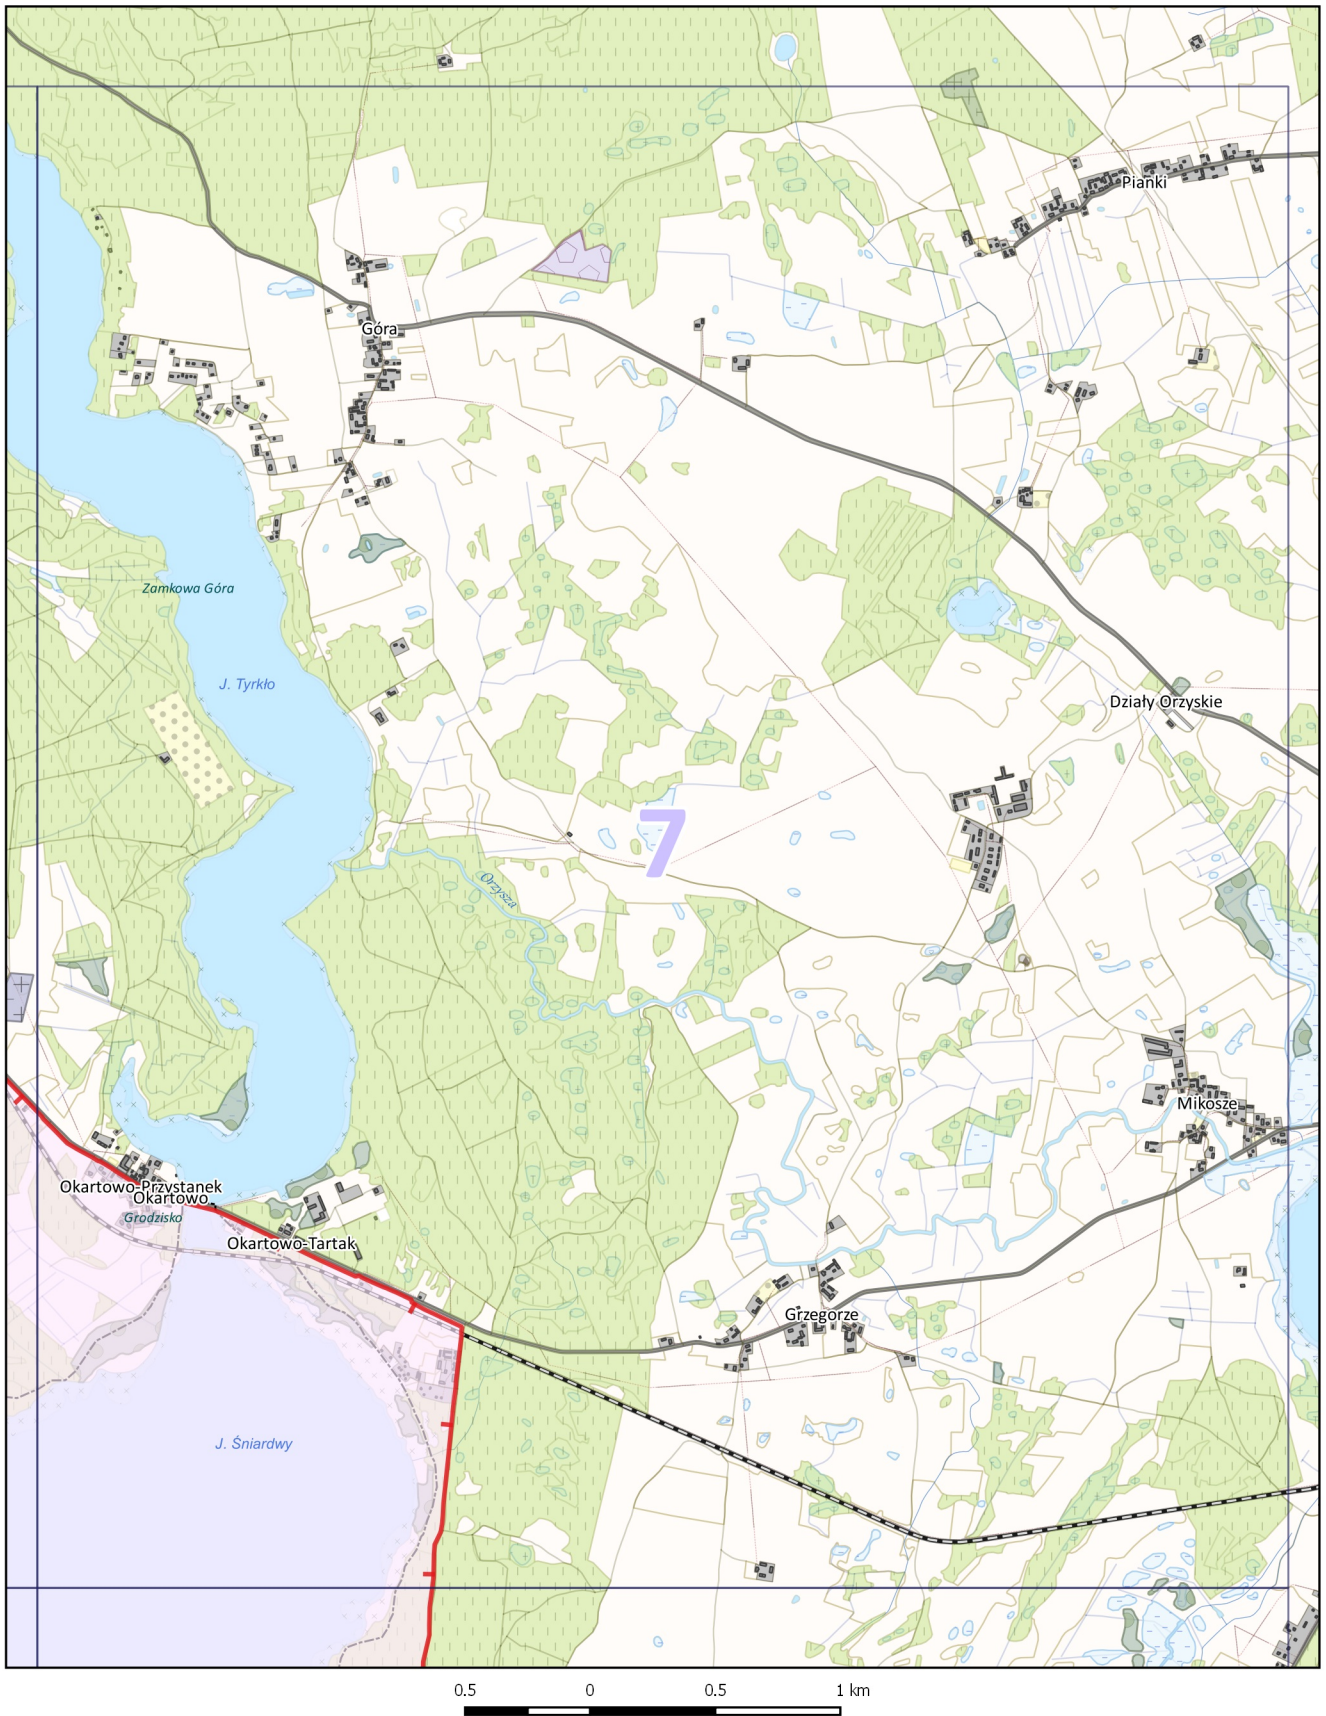 Pianki
Góra
Zamkowa Góra
J. Tyrkło
Działy Orzyskie
7
Orzysza
Mikosze
Okartowo-Przystanek
Okartowo
Grodzisko
Okartowo-Tartak
Grzegorze
J. Śniardwy
0.5 0 0.5 1 km